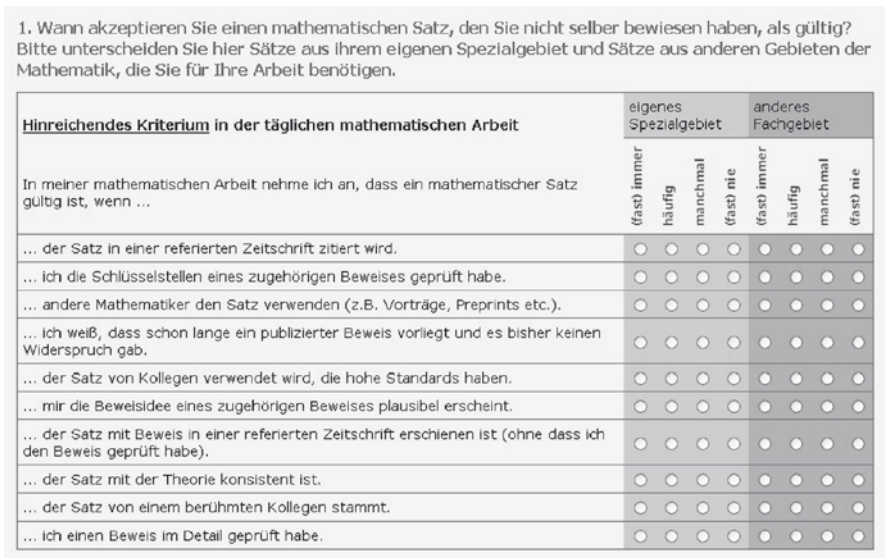 1. Wann akzeptieren Sie einen mathematischen Satz, den Sie nicht selber bewiesen haben, als gültig?
Bitte unterscheiden Sie hier Sätze aus ihrem eigenen Spezialgebiet und Sätze aus anderen Gebieten der
Mathematik, die Sie für Ihre Arbeit benötigen.
Hinreichendes Kriterium in der täglichen mathematischen Arbeit
eigenes
Spezialgebiet
anderes
Fachgebiet
In meiner mathematischen Arbeit nehme ich an, dass ein mathematischer Satz
gültig ist, wenn ...
(fast) immer
häufig
manchmal
(fast) nie
(fast) immer
häufig
manchmal
(fast) nie
... der Satz in einer referierten Zeitschrift zitiert wird.
... ich die Schlüsselstellen eines zugehörigen Beweises geprüft habe.
... andere Mathematiker den Satz verwenden (z.B. Vorträge, Preprints etc.).
... ich weiß, dass schon lange ein publizierter Beweis vorliegt und es bisher keinen
Widerspruch gab.
... der Satz von Kollegen verwendet wird, die hohe Standards haben.
... mir die Beweisidee eines zugehörigen Beweises plausibel erscheint.
... der Satz mit Beweis in einer referierten Zeitschrift erschienen ist (ohne dass ich
den Beweis geprüft habe).
... der Satz mit der Theorie konsistent ist.
... der Satz von einem berühmten Kollegen stammt.
... ich einen Beweis im Detail geprüft habe.